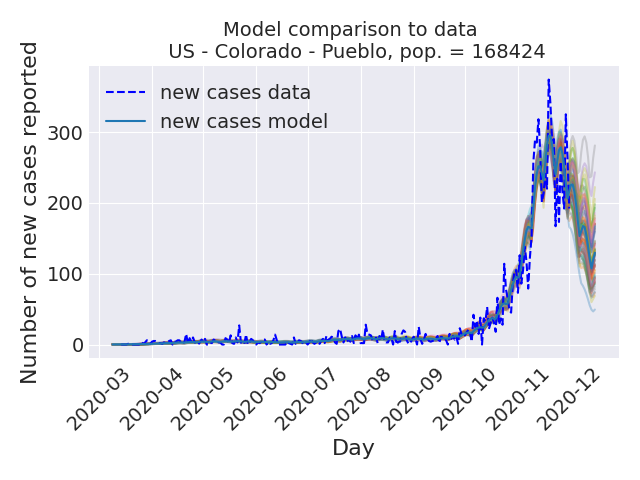 Model comparison to data
US - Colorado - Pueblo, pop. = 168424
new cases data
new cases model
Number of new cases reported
300
200
100
0
2020-03
2020-04
2020-05
2020-06
2020-07
2020-08
2020-09
2020-10
2020-11
2020-12
Day